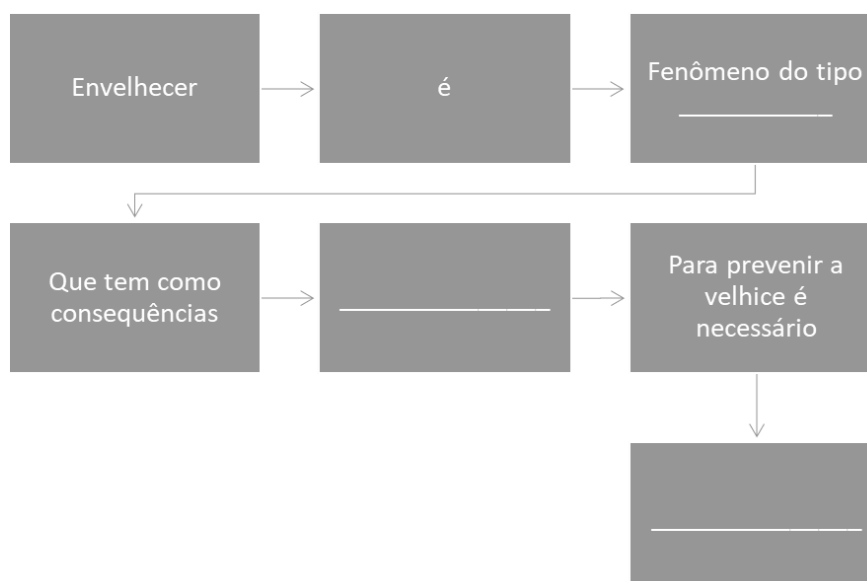 Envelhecer
é
Fenômeno do tipo
___________
Que tem como
consequências
_______________
Para prevenir a
velhice é
necessário
_______________